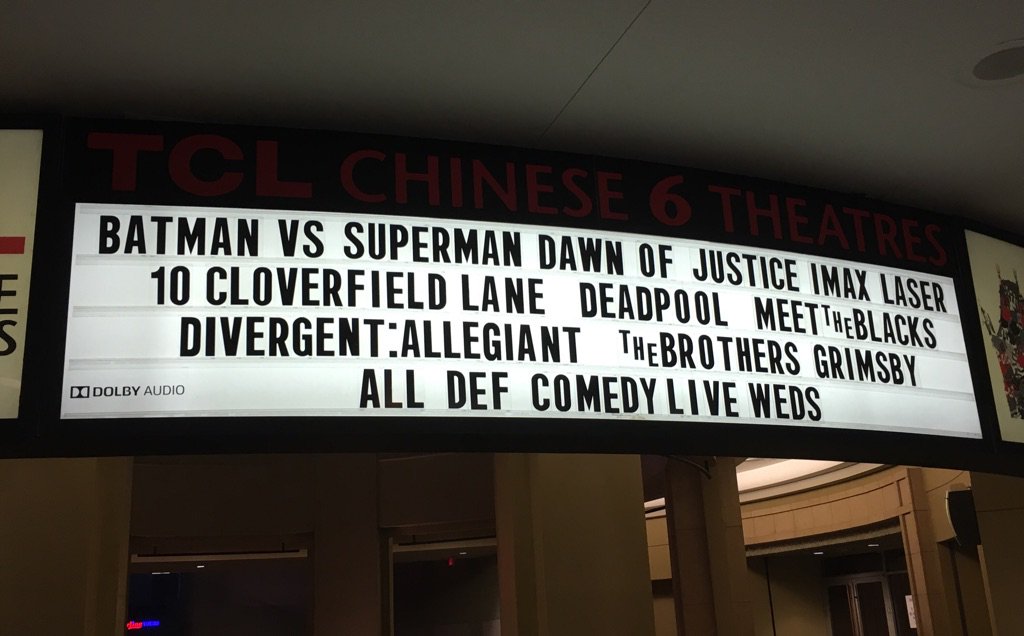 TCL CHINESE 6 THEATRES
BATMAN VS SUPERMAN DAWN OF JUSTICE IMAX LASER
10 CLOVERFIELD LANE DEADPOOL MEET THE BLACKS
DIVERGENT:ALLEGIANT THE BROTHERS GRIMSBY
ALL DEF COMEDY LIVE WEDS
DOLBY AUDIO